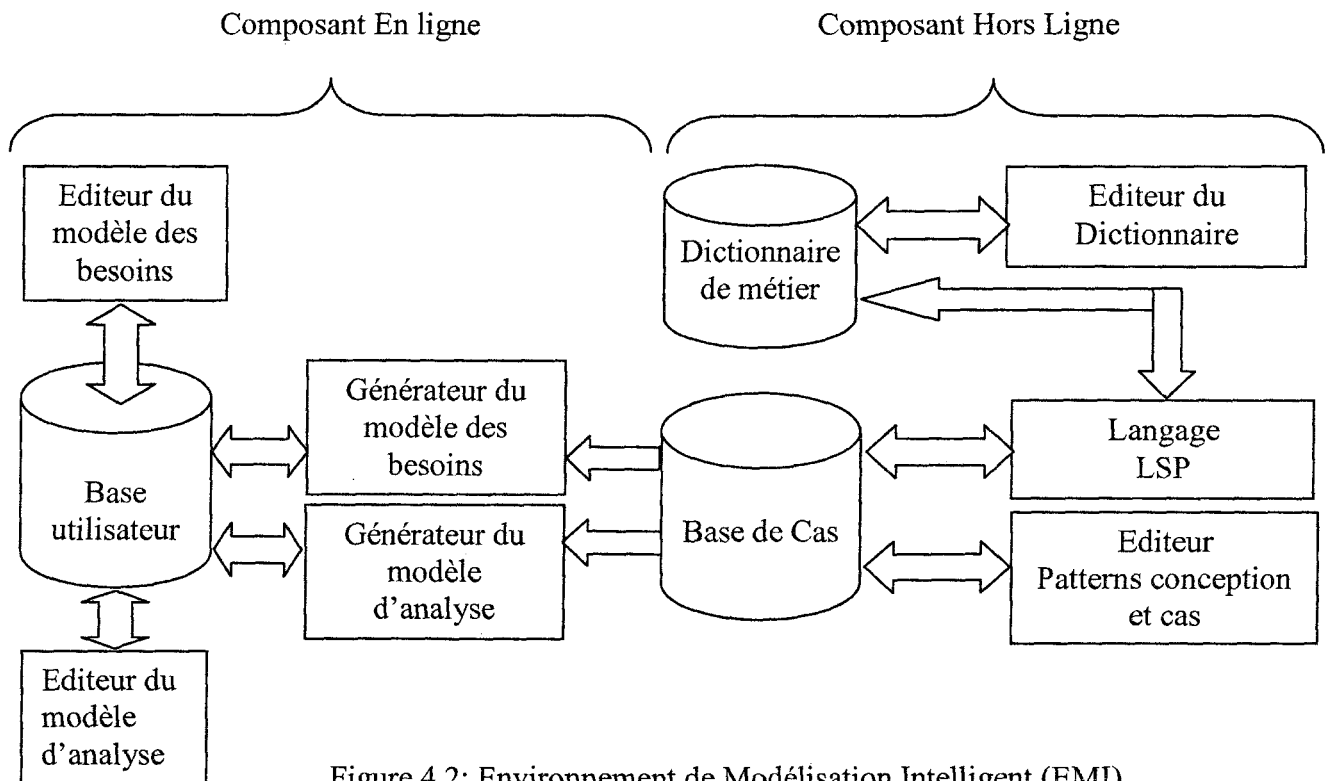 Composant En ligne
Composant Hors Ligne
Editeur du
modèle des
besoins
Dictionnaire
de métier
Editeur du
Dictionnaire
Base
utilisateur
Générateur du
modèle des
besoins
Générateur du
modèle
d'analyse
Base de Cas
Langage
LSP
Editeur
Patterns conception
et cas
Editeur du
modèle
d'analyse
Figure 4.2: Environnement de Modélisation Intelligent (EMI)